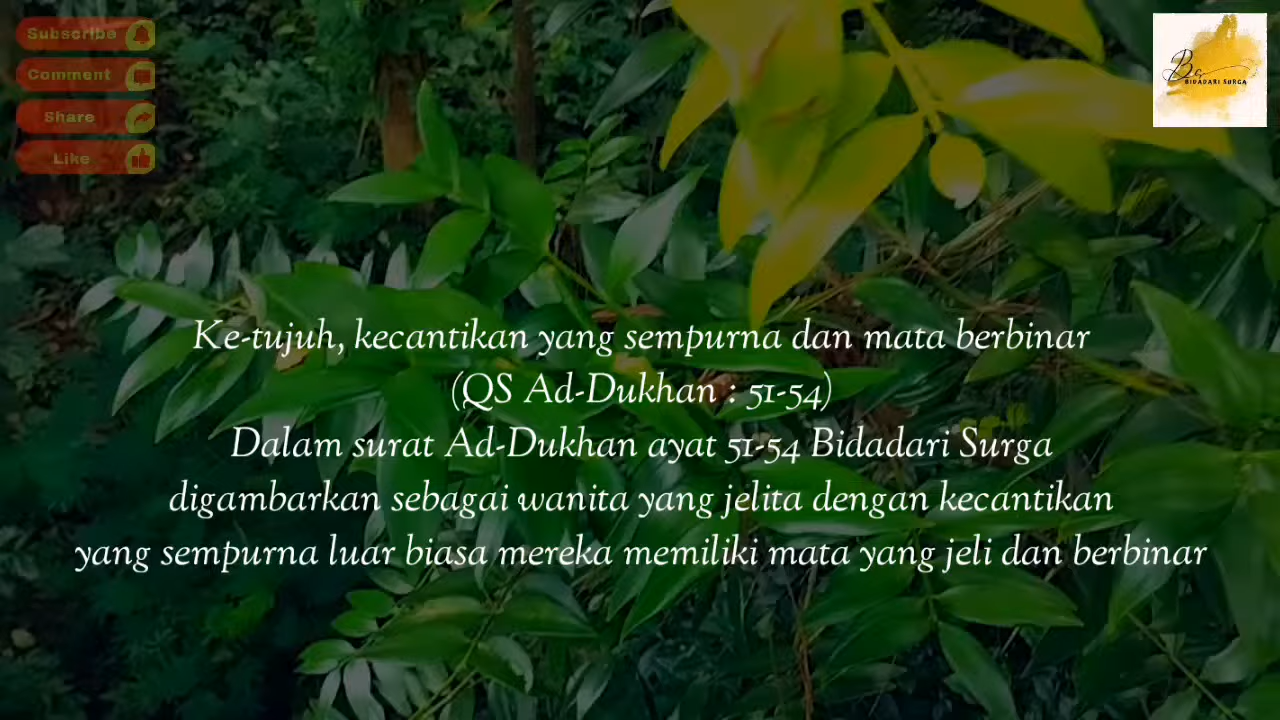 Subscribe
Comment
Share
Like
Bs
BIDADARI SURGA
Ke-tujuh, kecantikan yang sempurna dan mata berbinar
(QS Ad-Dukhan : 51-54)
Dalam surat Ad-Dukhan ayat 51-54 Bidadari Surga
digambarkan sebagai wanita yang jelita dengan kecantikan
yang sempurna luar biasa mereka memiliki mata yang jeli dan berbinar